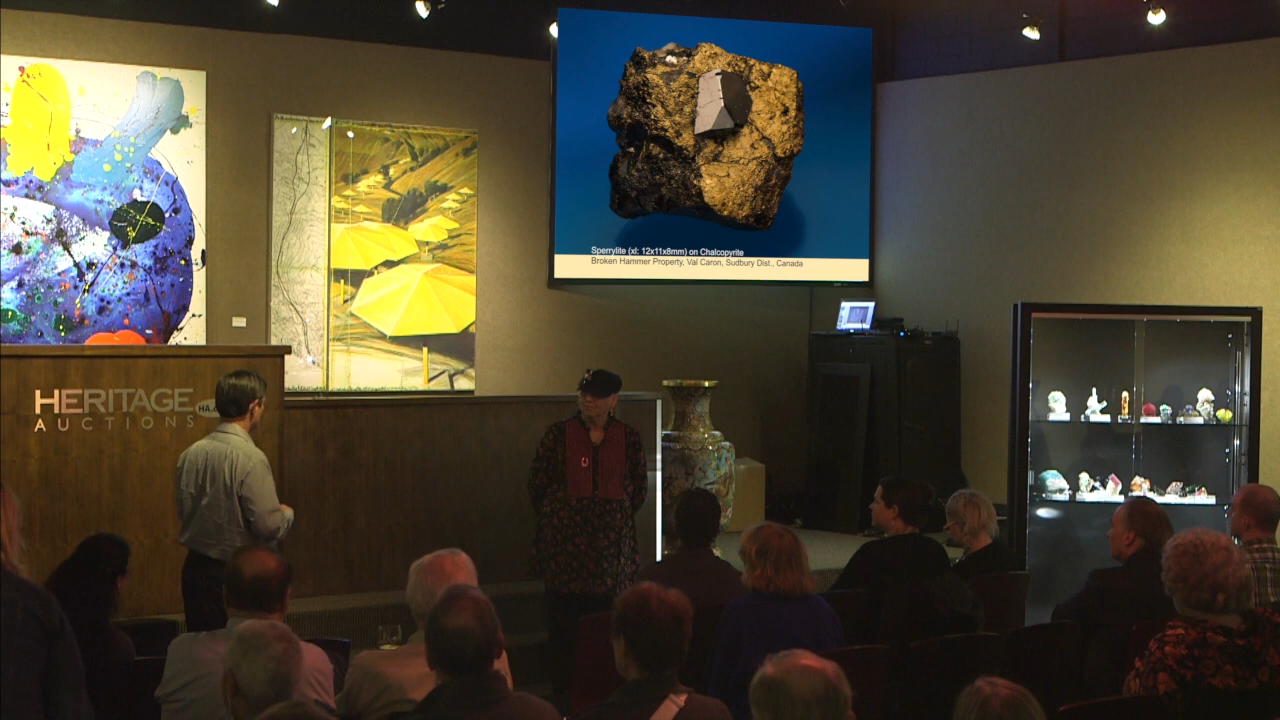 Sperrylite (xl: 12x11x8mm) on Chalcopyrite
Broken Hammer Property, Val Caron, Sudbury Dist., Canada
HERITAGE
AUCTIONS